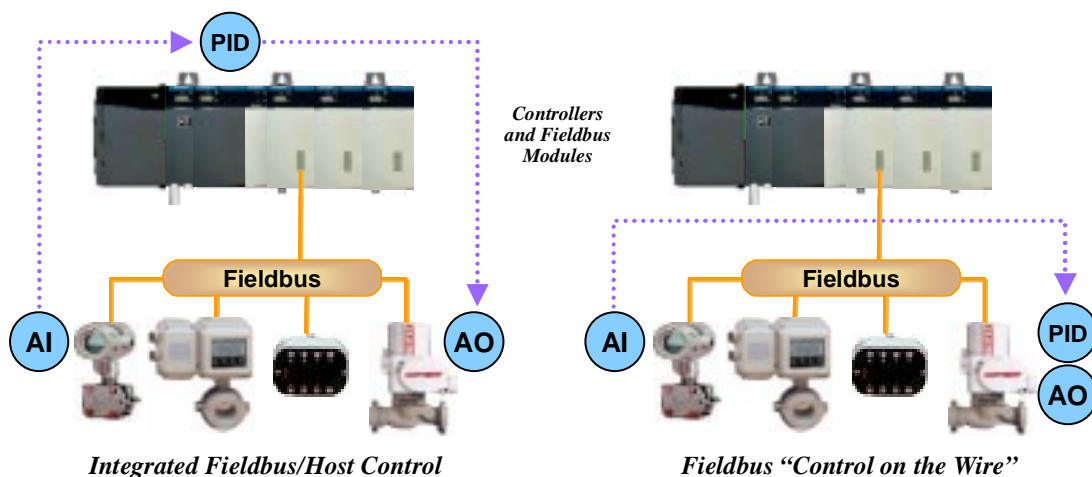 PID
Controllers
and Fieldbus
Modules
Fieldbus
AI
AO
Integrated Fieldbus/Host Control
Fieldbus
AI
PID
AO
Fieldbus “Control on the Wire”